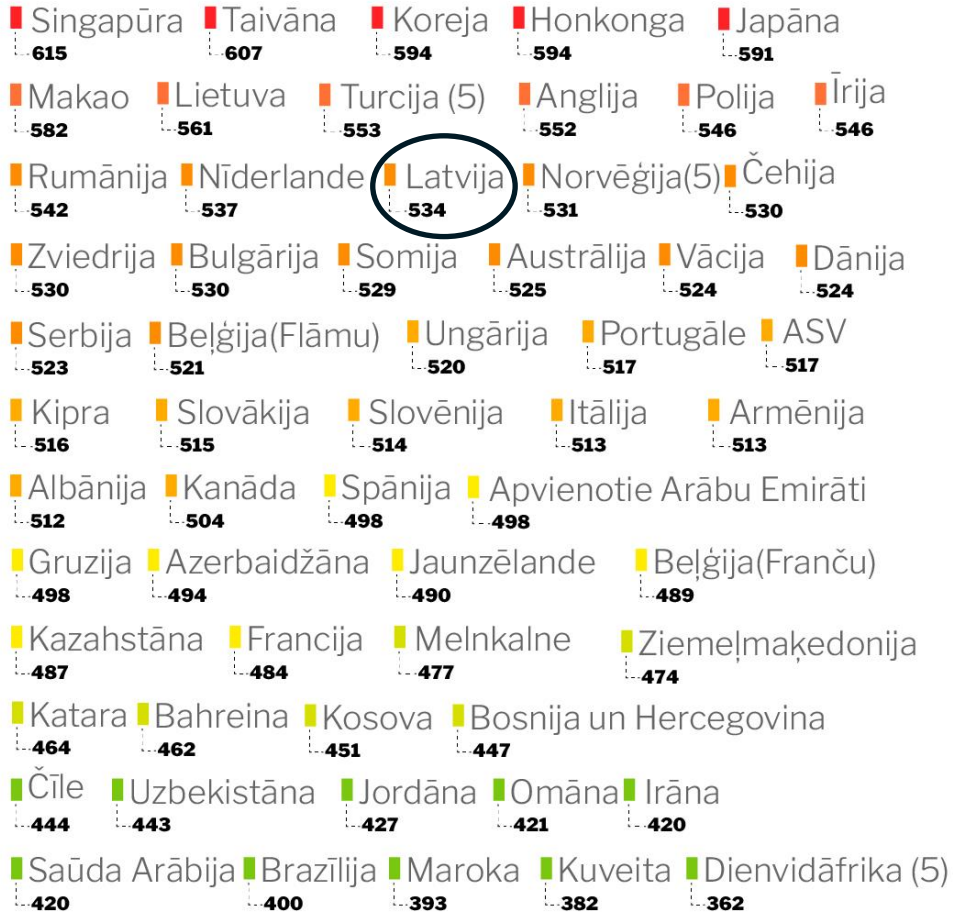 Singapūra Taivāna Koreja Honkonga Japāna
615 607 594 594 591
Makao Lietuva Turcija (5) Anglija Polija Īrija
582 561 553 552 546 546
Rumānija Nīderlande Latvija Norvēģija(5) Čehija
542 537 534 531 530
Zviedrija Bulgārija Somija Austrālija Vācija Dānija
530 530 529 525 524 524
Serbija Beļģija(Flāmu) Ungārija Portugāle ASV
523 521 520 517 517
Kipra Slovākija Slovēnija Itālija Armēnija
516 515 514 513 513
Albānija Kanāda Spānija Apvienotie Arābu Emirāti
512 504 498 498
Gruzija Azerbaidžāna Jaunzēlande Beļģija(Franču)
498 494 490 489
Kazahstāna Francija Melnkalne Ziemeļmaķedonija
487 484 477 474
Katara Bahreina Kosova Bosnija un Hercegovina
464 462 451 447
Čīle Uzbekistāna Jordāna Omāna Irāna
444 443 427 421 420
Saūda Arābija Brazīlija Maroka Kuveita Dienvidāfrika (5)
420 400 393 382 362